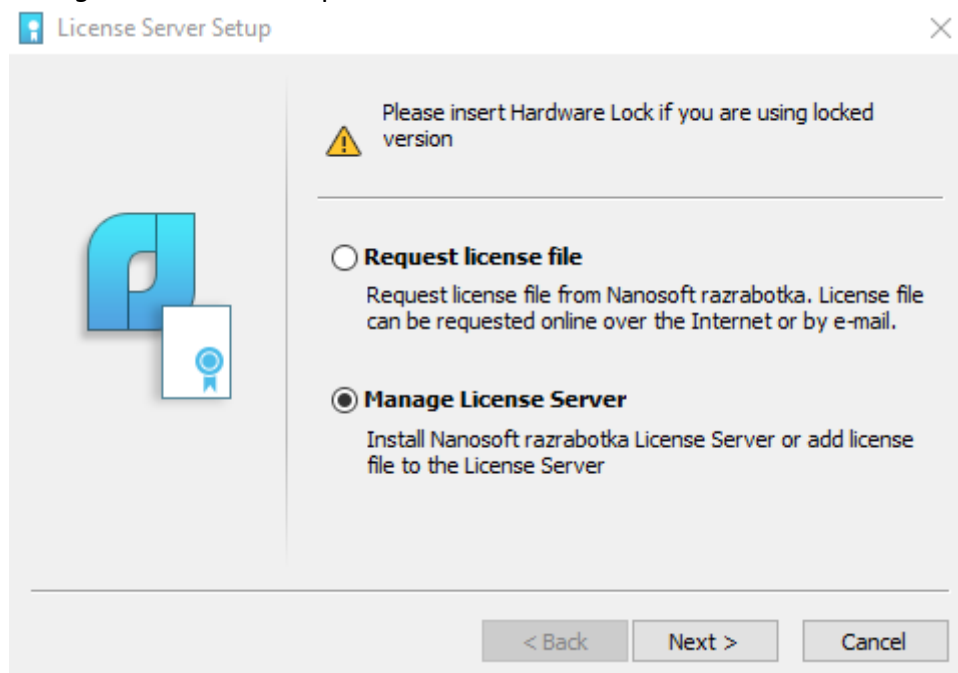 License Server Setup
Please insert Hardware Lock if you are using locked
version
Request license file
Request license file from Nanosoft razrabotka. License file
can be requested online over the Internet or by e-mail.
Manage License Server
Install Nanosoft razrabotka License Server or add license
file to the License Server
< Back
Next >
Cancel